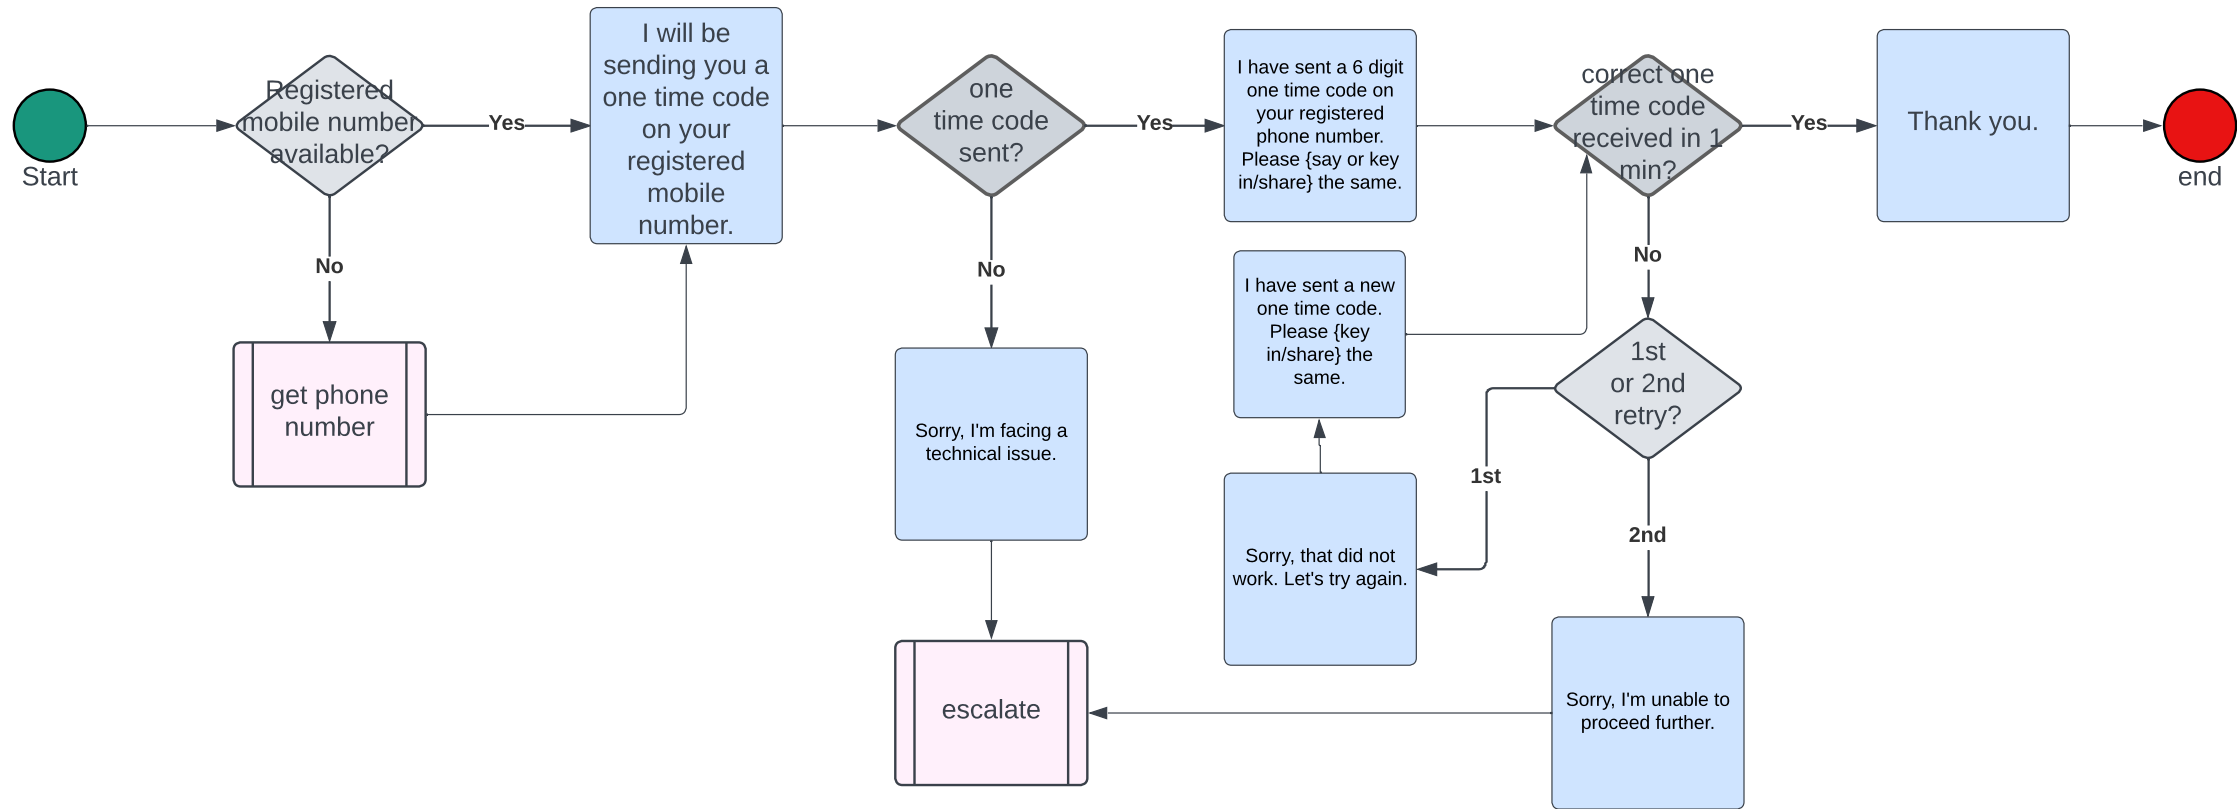 Start
Registered
mobile number
available?
Yes
No
get phone
number
I will be
sending you a
one time code
on your
registered
mobile
number.
one
time code
sent?
Yes
No
Sorry, I'm facing a
technical issue.
escalate
I have sent a 6 digit
one time code on
your registered
phone number.
Please {say or key
in/share} the same.
correct one
time code
received in 1
min?
Yes
No
Thank you.
end
I have sent a new
one time code.
Please {key
in/share} the
same.
1st
or 2nd
retry?
1st
2nd
Sorry, that did not
work. Let's try again.
Sorry, I'm unable to
proceed further.